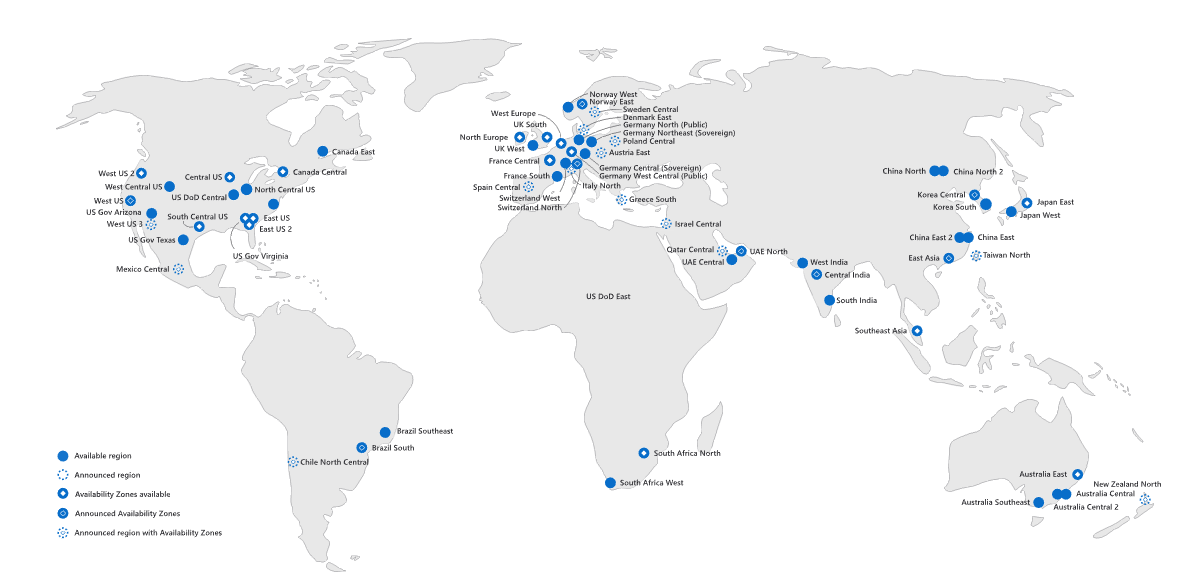 Canada East
Canada Central
West US 2
Central US
West Central US
North Central US
US DoD Central
West US
US Gov Arizona
South Central US
East US
West US 3
East US 2
US Gov Texas
US Gov Virginia
Mexico Central
Brazil Southeast
Brazil South
Chile North Central
Norway West
Norway East
West Europe
Sweden Central
Denmark East
UK South
Germany North (Public)
Germany Northeast (Sovereign)
North Europe
Poland Central
UK West
Austria East
France Central
Germany Central (Sovereign)
France South
Germany West Central (Public)
Spain Central
Italy North
Switzerland West
Greece South
Switzerland North
Israel Central
Qatar Central
UAE North
UAE Central
US DoD East
South Africa North
South Africa West
West India
Central India
South India
China North
China North 2
Korea Central
Korea South
Japan East
Japan West
China East 2
China East
East Asia
Taiwan North
Southeast Asia
Australia East
New Zealand North
Australia Central
Australia Southeast
Australia Central 2
Available region
Announced region
Availability Zones available
Announced Availability Zones
Announced region with Availability Zones